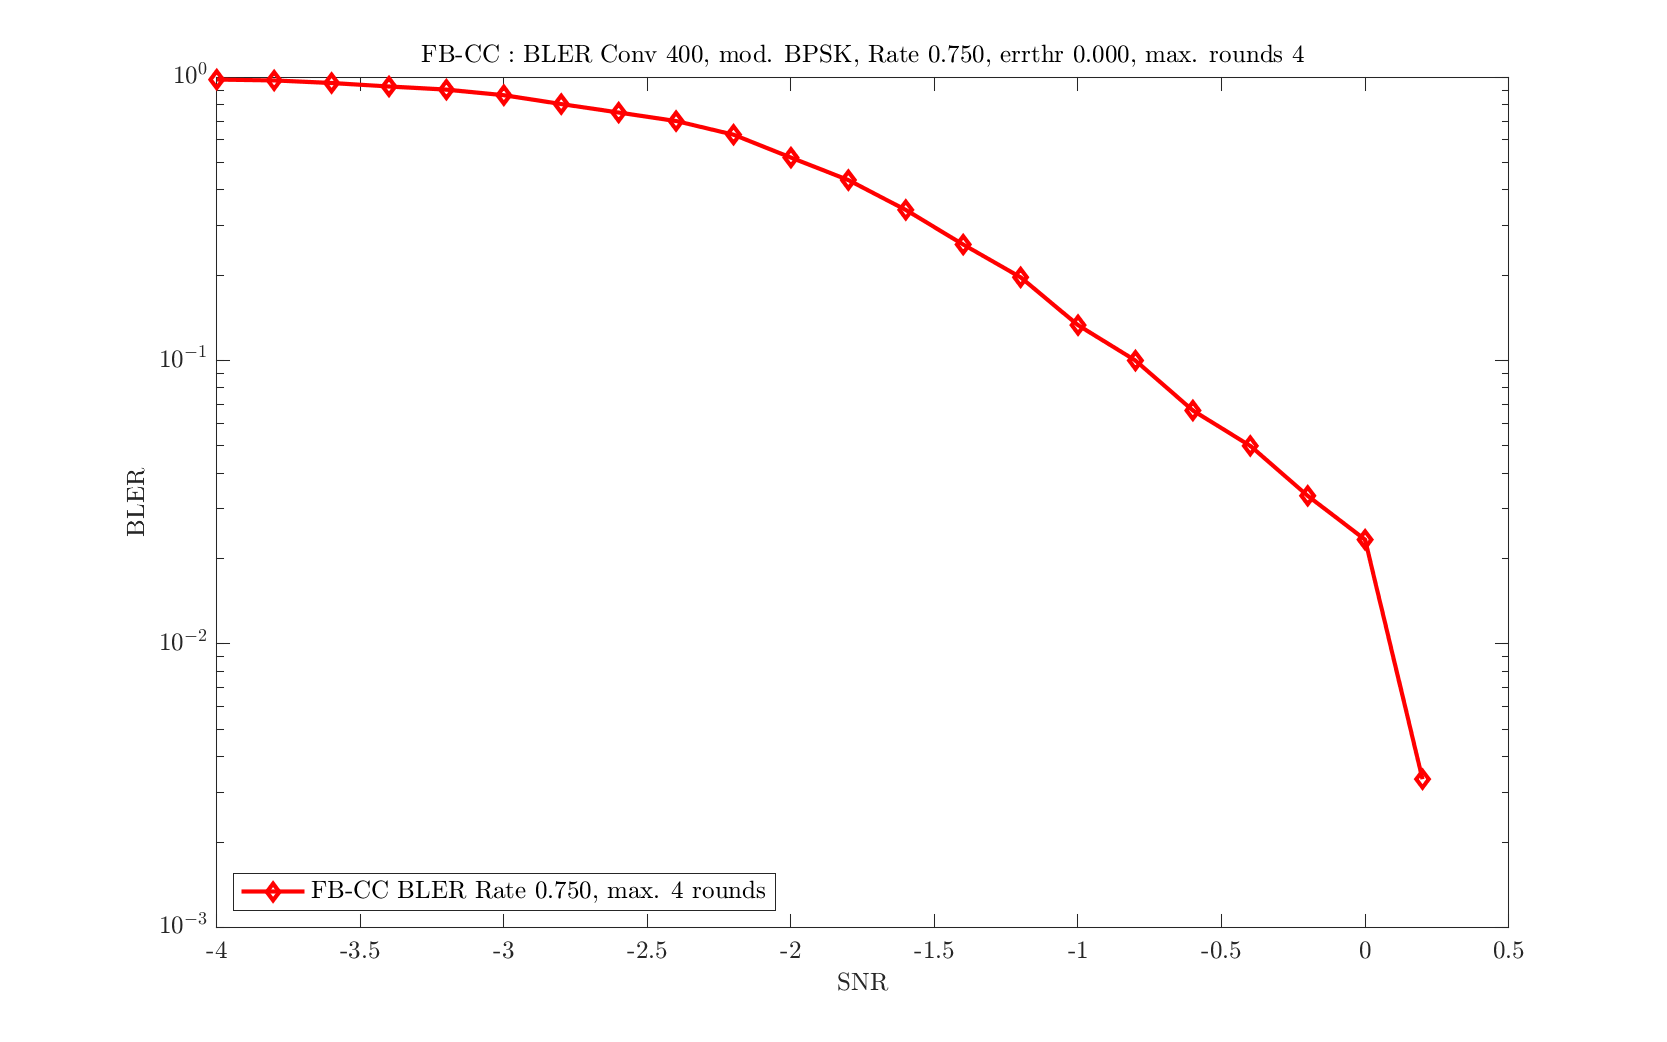 FB-CC : BLER Conv 400, mod. BPSK, Rate 0.750, errthr 0.000, max. rounds 4
10^0
10^-1
10^-2
10^-3
BLER
FB-CC BLER Rate 0.750, max. 4 rounds
-4 -3.5 -3 -2.5 -2 -1.5 -1 -0.5 0 0.5
SNR